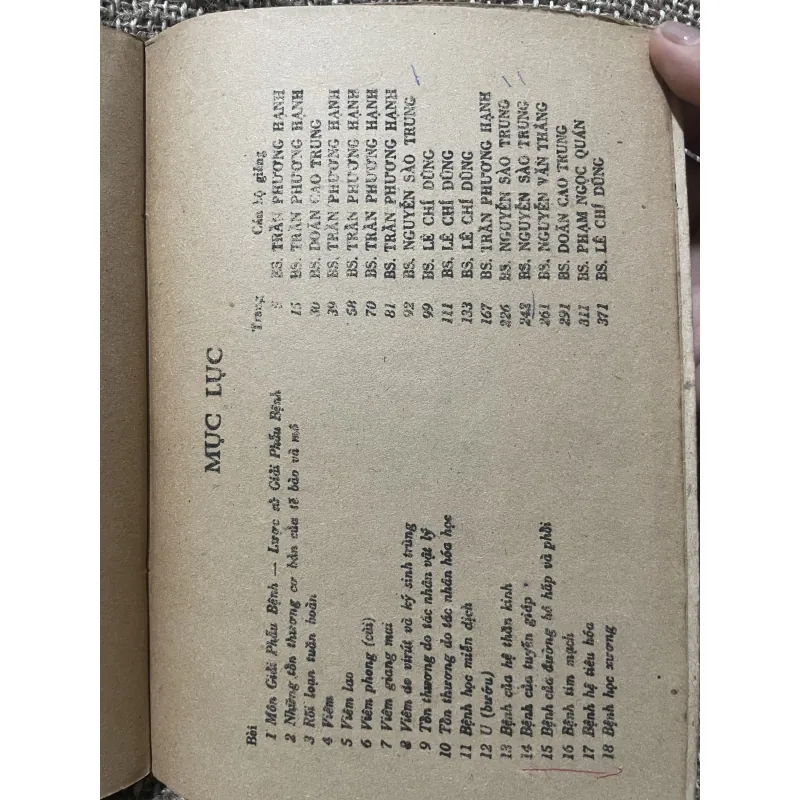 MỤC LỤC
Bài Trang Cán bộ giảng
1 Môn Giải Phẫu Bệnh — Lược sử Giải Phẫu Bệnh BS. TRẦN PHƯƠNG HẠNH
2 Những tổn thương cơ bản của tế bào và mô 15 BS. TRẦN PHƯƠNG HẠNH
3 Rối loạn tuần hoàn 30 BS. DOÃN CAO TRUNG
4 Viêm 39 BS. TRẦN PHƯƠNG HẠNH
5 Viêm lao 58 BS. TRẦN PHƯƠNG HẠNH
6 Viêm phong (cùi) 70 BS. TRẦN PHƯƠNG HẠNH
7 Viêm giang mai 81 BS. TRẦN PHƯƠNG HẠNH
8 Viêm do virút và ký sinh trùng 92 BS. NGUYỄN SÀO TRUNG
9 Tổn thương do tác nhân vật lý 99 BS. LÊ CHÍ DŨNG
10 Tổn thương do tác nhân hóa học 111 BS. LÊ CHÍ DŨNG
11 Bệnh học miễn dịch 133 BS. LÊ CHÍ DŨNG
12 U (bướu) 167 BS. TRẦN PHƯƠNG HẠNH
13 Bệnh của hệ thần kinh 226 BS. NGUYỄN SÀO TRUNG
14 Bệnh của tuyến giáp 242 BS. NGUYỄN SÀO TRUNG
15 Bệnh của đường hô hấp và phổi 261 BS. NGUYỄN VĂN THẮNG
16 Bệnh tim mạch 291 BS. DOÃN CAO TRUNG
17 Bệnh hệ tiêu hóa 311 BS. PHẠM NGỌC QUÁN
18 Bệnh học xương 371 BS. LÊ CHÍ DŨNG